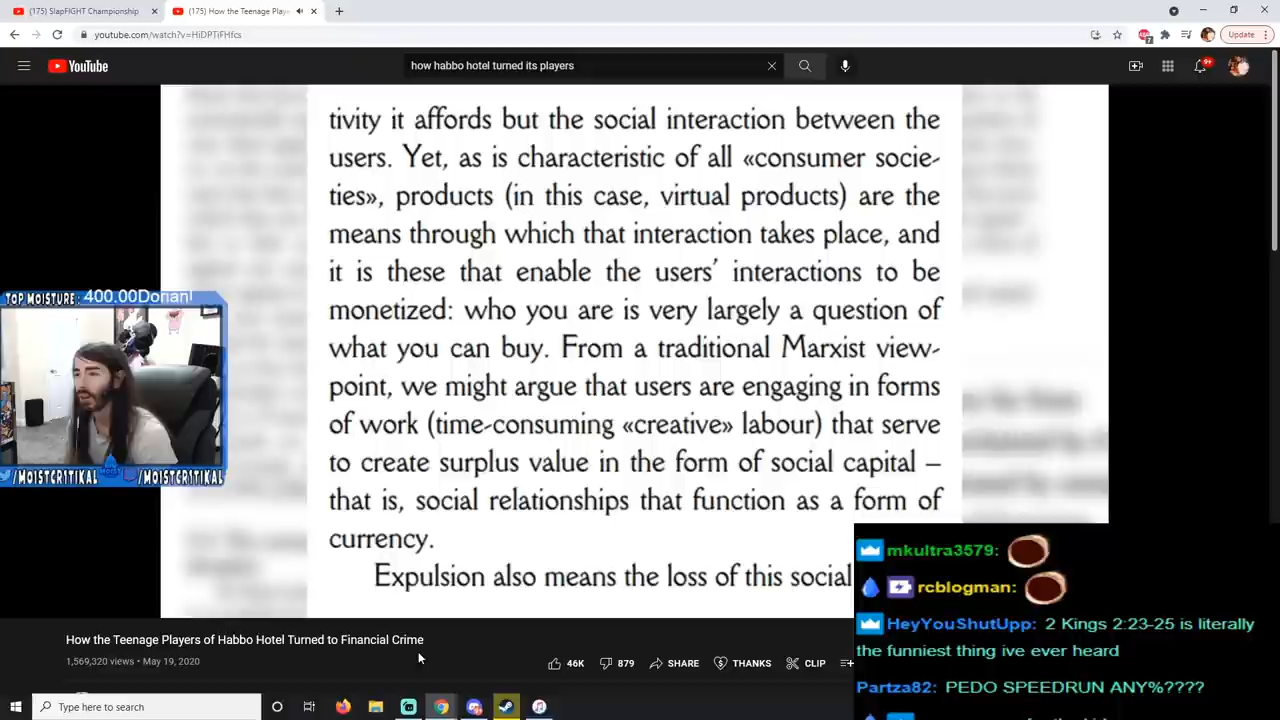 (175) SlapFIGHT Championship
(175) How the Teenage Play
youtube.com/watch?v=HiDPTiFHfcs
7
Update
YouTube
how habbo hotel turned its players
9+
tivity it affords but the social interaction between the
users. Yet, as is characteristic of all «consumer socie-
ties», products (in this case, virtual products) are the
means through which that interaction takes place, and
it is these that enable the users' interactions to be
monetized: who you are is very largely a question of
what you can buy. From a traditional Marxist view-
point, we might argue that users are engaging in forms
of work (time-consuming «creative» labour) that serve
to create surplus value in the form of social capital –
that is, social relationships that function as a form of
currency.
Expulsion also means the loss of this social
TOP MOISTURE: 400.00Dorian!
/MOISTCRITIKAL
MOIST
/MOISTCRITIKAL
mkultra3579:
rcblogman:
HeyYouShutUpp: 2 Kings 2:23-25 is literally
the funniest thing ive ever heard
Partza82: PEDO SPEEDRUN ANY%????
How the Teenage Players of Habbo Hotel Turned to Financial Crime
1,569,320 views • May 19, 2020
46K
879
SHARE
THANKS
CLIP
Type here to search